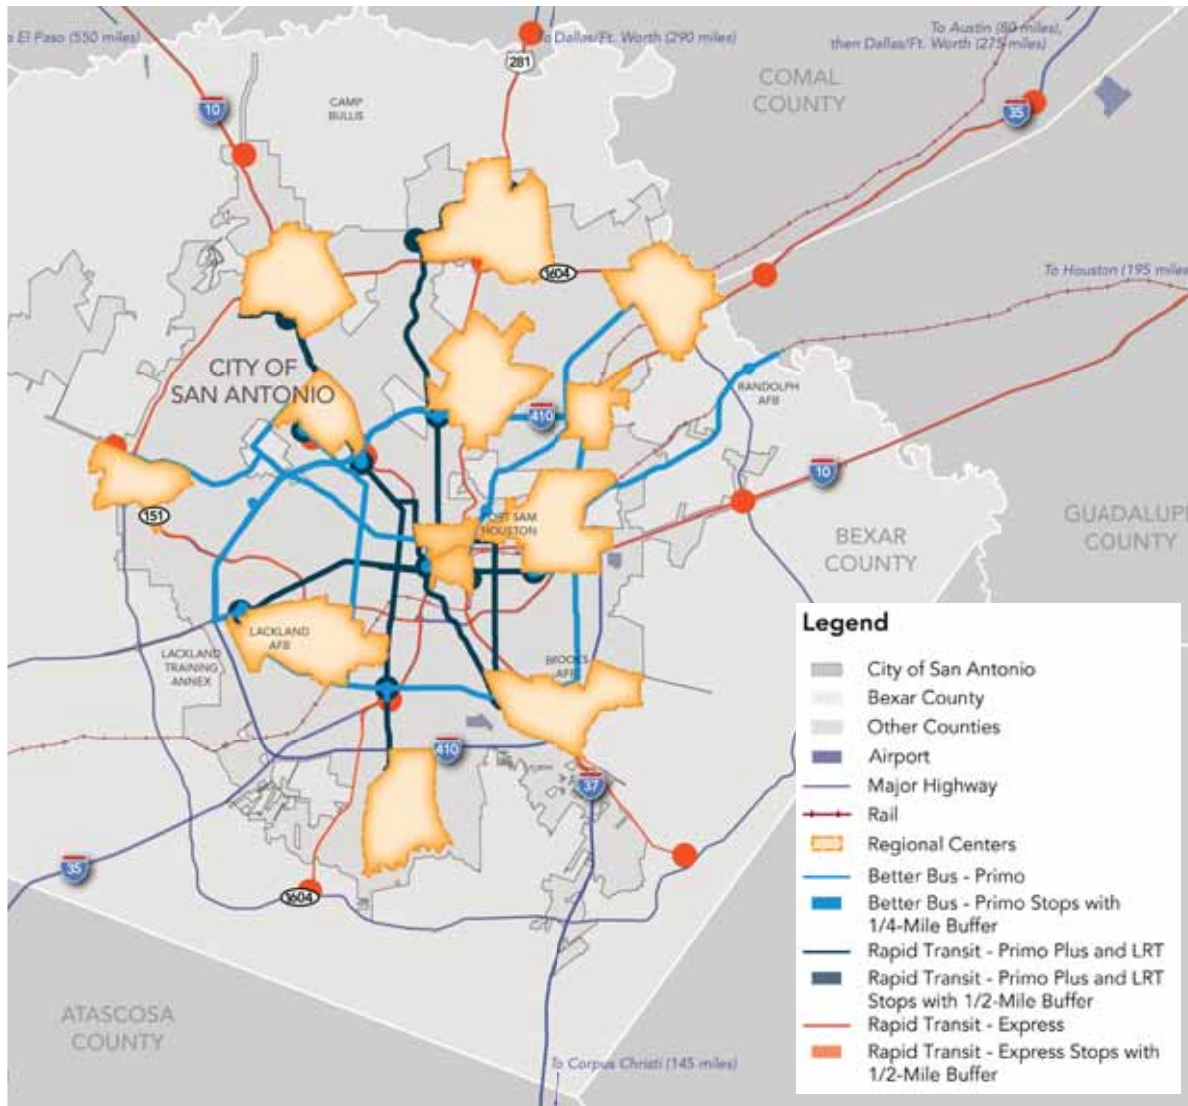 o El Paso (550 miles)
To Dallas/Ft. Worth (290 miles)
To Austin (80 miles),
then Dallas/Ft. Worth (275 miles)
281
COMAL
COUNTY
CAMP
BULLIS
10
35
1604
To Houston (195 miles
CITY OF
SAN ANTONIO
RANDOLPH
AFB
410
10
151
ORT SAM
HOUSTON
BEXAR
COUNTY
GUADALUP
COUNTY
LACKLAND
AFB
LACKLAND
TRAINING
ANNEX
BROOKS
AFB
410
37
35
1604
ATASCOSA
COUNTY
To Corpus Christi (145 miles)
Legend
City of San Antonio
Bexar County
Other Counties
Airport
Major Highway
Rail
Regional Centers
Better Bus - Primo
Better Bus - Primo Stops with
1/4-Mile Buffer
Rapid Transit - Primo Plus and LRT
Rapid Transit - Primo Plus and LRT
Stops with 1/2-Mile Buffer
Rapid Transit - Express
Rapid Transit - Express Stops with
1/2-Mile Buffer